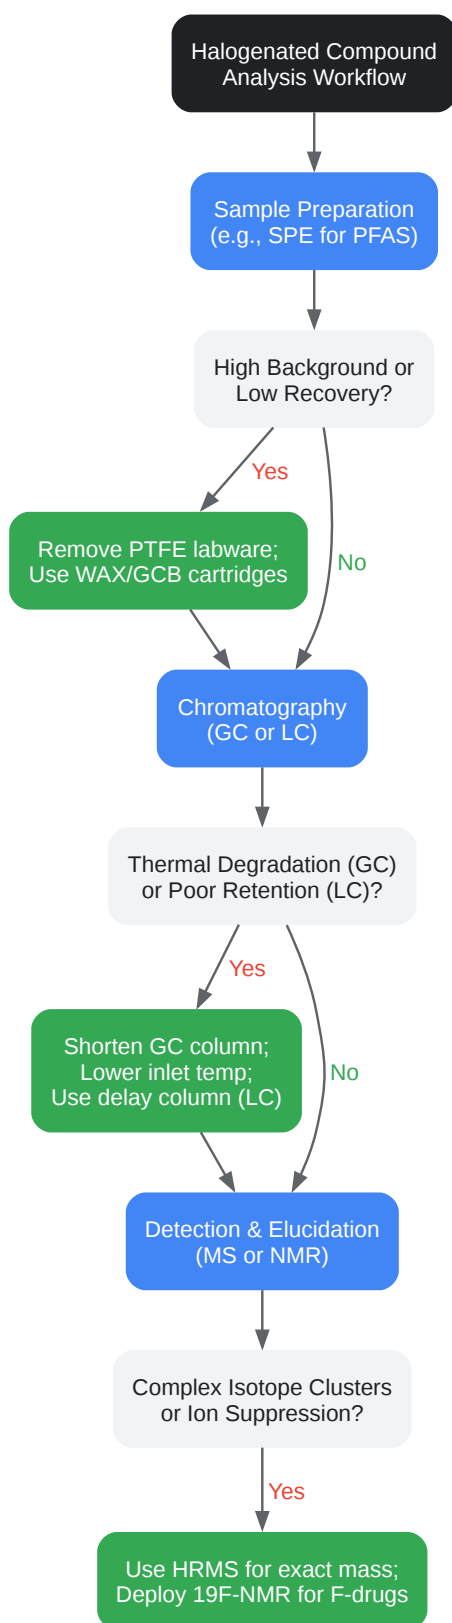 Halogenated Compound
Analysis Workflow
Sample Preparation
(e.g., SPE for PFAS)
High Background or
Low Recovery?
Yes
No
Remove PTFE labware;
Use WAX/GCB cartridges
Chromatography
(GC or LC)
Thermal Degradation (GC)
or Poor Retention (LC)?
Yes
No
Shorten GC column;
Lower inlet temp;
Use delay column (LC)
Detection & Elucidation
(MS or NMR)
Complex Isotope Clusters
or Ion Suppression?
Yes
Use HRMS for exact mass;
Deploy 19F-NMR for F-drugs